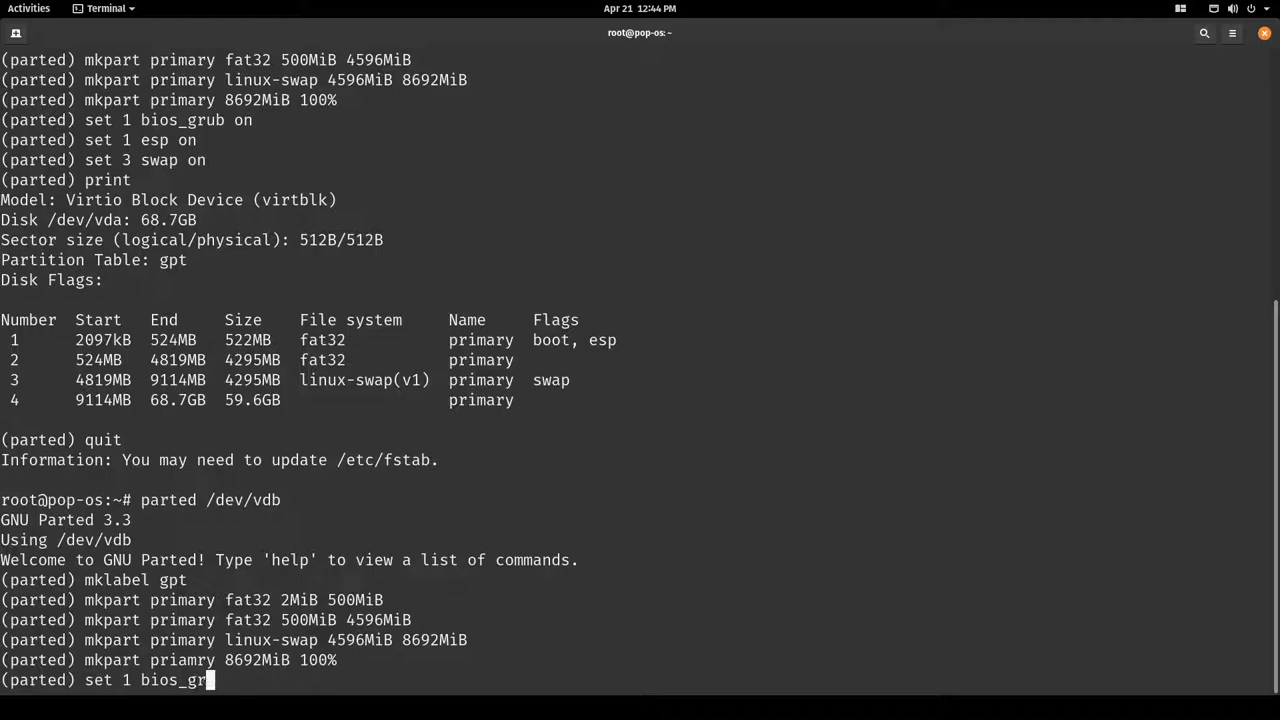 Activities
Terminal
Apr 21 12:44 PM
root@pop-os:~
(parted) mkpart primary fat32 500MiB 4596MiB
(parted) mkpart primary linux-swap 4596MiB 8692MiB
(parted) mkpart primary 8692MiB 100%
(parted) set 1 bios_grub on
(parted) set 1 esp on
(parted) set 3 swap on
(parted) print
Model: Virtio Block Device (virtblk)
Disk /dev/vda: 68.7GB
Sector size (logical/physical): 512B/512B
Partition Table: gpt
Disk Flags:
Number Start End Size File system Name Flags
1 2097kB 524MB 522MB fat32 primary boot, esp
2 524MB 4819MB 4295MB fat32 primary
3 4819MB 9114MB 4295MB linux-swap(v1) primary swap
4 9114MB 68.7GB 59.6GB primary
(parted) quit
Information: You may need to update /etc/fstab.
root@pop-os:~# parted /dev/vdb
GNU Parted 3.3
Using /dev/vdb
Welcome to GNU Parted! Type 'help' to view a list of commands.
(parted) mklabel gpt
(parted) mkpart primary fat32 2MiB 500MiB
(parted) mkpart primary fat32 500MiB 4596MiB
(parted) mkpart primary linux-swap 4596MiB 8692MiB
(parted) mkpart priamry 8692MiB 100%
(parted) set 1 bios_gr